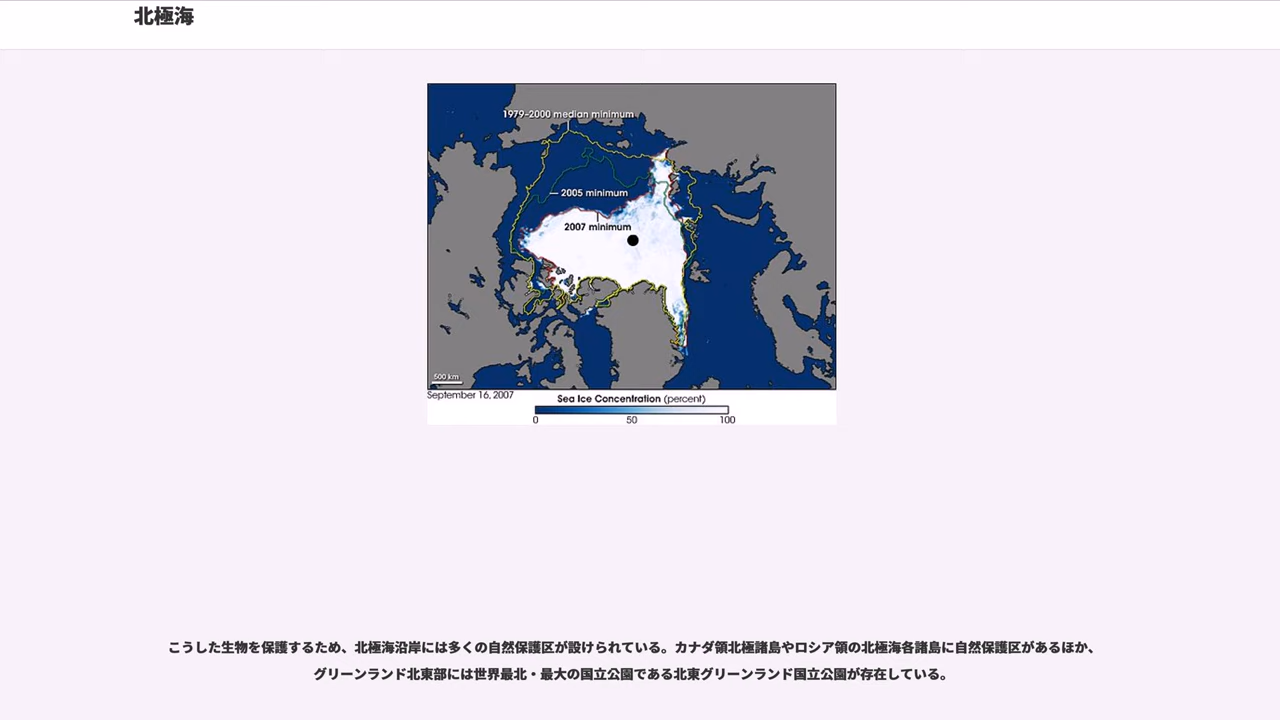 北極海
1979-2000 median minimum
2005 minimum
2007 minimum
500 km
September 16, 2007
Sea Ice Concentration (percent)
0 50 100
こうした生物を保護するため、北極海沿岸には多くの自然保護区が設けられている。カナダ領北極諸島やロシア領の北極海各諸島に自然保護区があるほか、
グリーンランド北東部には世界最北・最大の国立公園である北東グリーンランド国立公園が存在している。